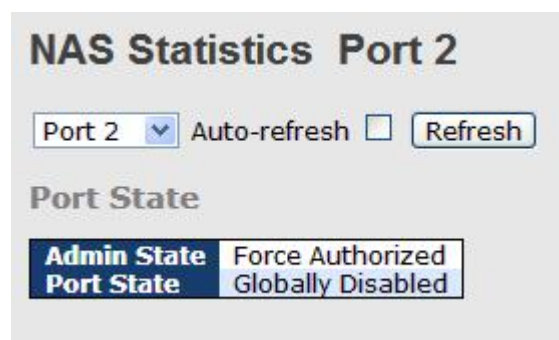 NAS Statistics Port 2
Port 2 Auto-refresh Refresh
Port State
Admin State Force Authorized
Port State Globally Disabled